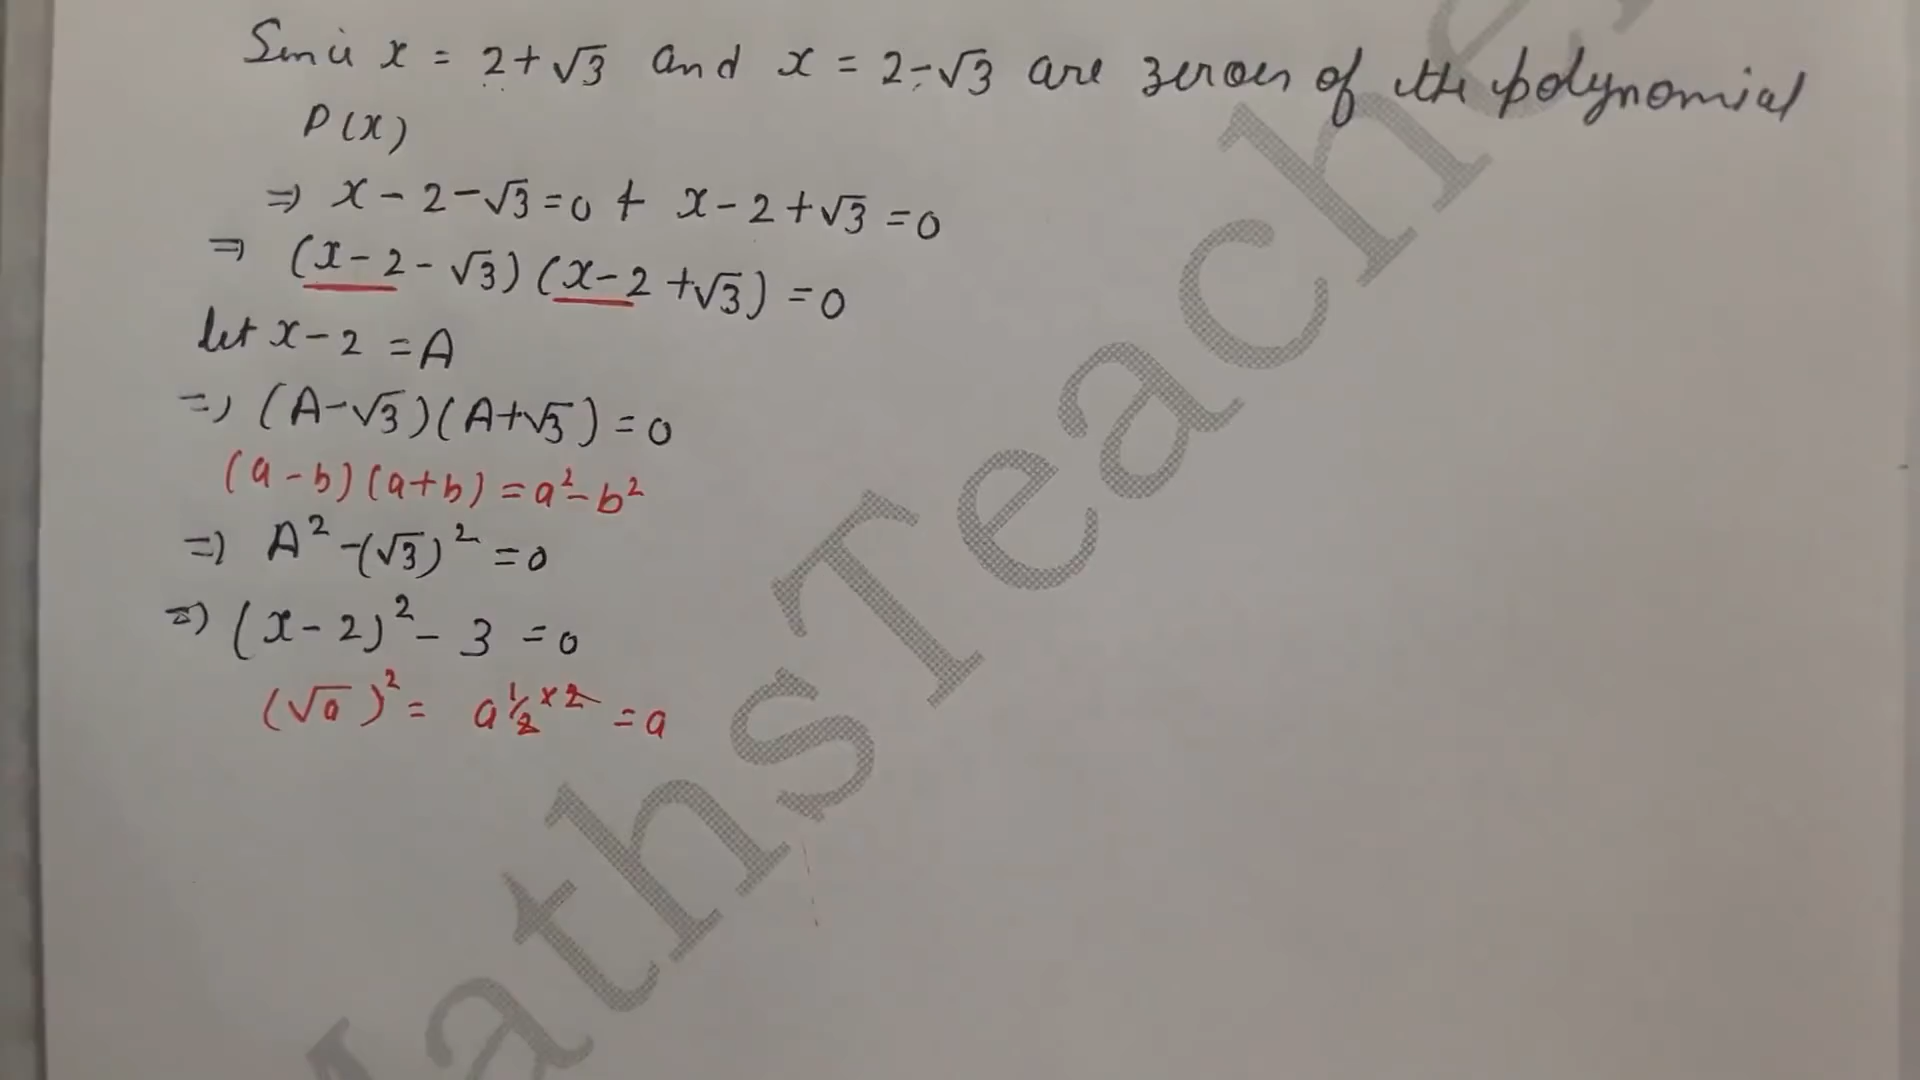 Since x = 2+√3 and x = 2-√3 are zeroes of the polynomial
P(x)
⇒ x - 2 - √3 = 0 + x - 2 + √3 = 0
⇒ (x-2-√3)(x-2+√3) = 0
let x-2 = A
⇒ (A-√3)(A+√3) = 0
(a-b)(a+b) = a²-b²
⇒ A² -(√3)² = 0
⇒ (x-2)² - 3 = 0
(√a)² = a^½×2 = a
MathsTeacher